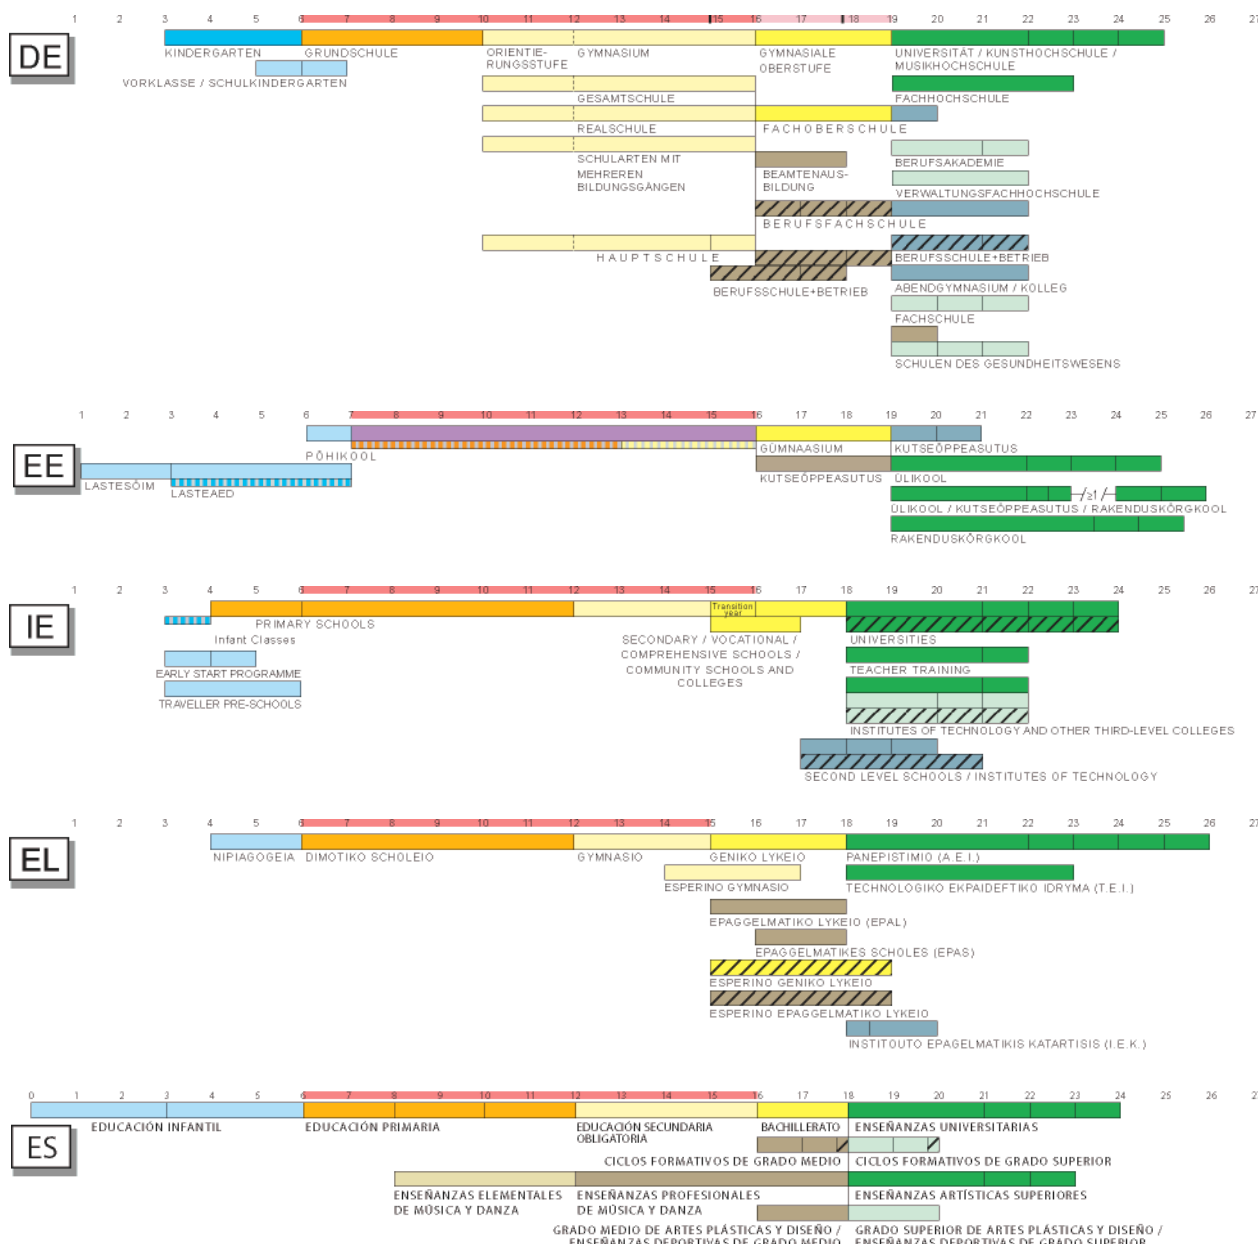 1 2 3 4 5 6 7 8 9 10 11 12 13 14 15 16 17 18 19 20 21 22 23 24 25 26 27
DE
KINDERGARTEN
GRUNDSCHULE
ORIENTIE-
RUNGSSTUFE
GYMNASIUM
GYMNASIALE
OBERSTUFE
UNIVERSITÄT / KUNSTHOCHSCHULE /
MUSIKHOCHSCHULE
VORKLASSE / SCHULKINDERGARTEN
GESAMTSCHULE
FACHHOCHSCHULE
REALSCHULE
FACHOBERSCHULE
SCHULARTEN MIT
MEHREREN
BILDUNGSGÄNGEN
BEAMTENAUS-
BILDUNG
BERUFSAKADEMIE
VERWALTUNGSFACHHOCHSCHULE
BERUFSFACHSCHULE
HAUPTSCHULE
BERUFSSCHULE+BETRIEB
BERUFSSCHULE+BETRIEB
ABENDGYMNASIUM / KOLLEG
FACHSCHULE
SCHULEN DES GESUNDHEITSWESENS
1 2 3 4 5 6 7 8 9 10 11 12 13 14 15 16 17 18 19 20 21 22 23 24 25 26 27
EE
PÕHIKOOL
GÜMNAASIUM
KUTSEÕPPEASUTUS
LASTESÕIM
LASTEAED
KUTSEÕPPEASUTUS
ÜLIKOOL
≥1
ÜLIKOOL / KUTSEÕPPEASUTUS / RAKENDUSKÕRGKOOL
RAKENDUSKÕRGKOOL
1 2 3 4 5 6 7 8 9 10 11 12 13 14 15 16 17 18 19 20 21 22 23 24 25 26 27
IE
Transition
year
PRIMARY SCHOOLS
Infant Classes
EARLY START PROGRAMME
TRAVELLER PRE-SCHOOLS
SECONDARY / VOCATIONAL /
COMPREHENSIVE SCHOOLS /
COMMUNITY SCHOOLS AND
COLLEGES
UNIVERSITIES
TEACHER TRAINING
INSTITUTES OF TECHNOLOGY AND OTHER THIRD-LEVEL COLLEGES
SECOND LEVEL SCHOOLS / INSTITUTES OF TECHNOLOGY
1 2 3 4 5 6 7 8 9 10 11 12 13 14 15 16 17 18 19 20 21 22 23 24 25 26 27
EL
NIPIAGOGEIA
DIMOTIKO SCHOLEIO
GYMNASIO
GENIKO LYKEIO
PANEPISTIMIO (A.E.I.)
ESPERINO GYMNASIO
TECHNOLOGIKO EKPAIDEFTIKO IDRYMA (T.E.I.)
EPAGGELMATIKO LYKEIO (EPAL)
EPAGGELMATIKES SCHOLES (EPAS)
ESPERINO GENIKO LYKEIO
ESPERINO EPAGGELMATIKO LYKEIO
INSTITOUTO EPAGELMATIKIS KATARTISIS (I.E.K.)
0 1 2 3 4 5 6 7 8 9 10 11 12 13 14 15 16 17 18 19 20 21 22 23 24 25 26 27
ES
EDUCACIÓN INFANTIL
EDUCACIÓN PRIMARIA
EDUCACIÓN SECUNDARIA
OBLIGATORIA
BACHILLERATO
ENSEÑANZAS UNIVERSITARIAS
CICLOS FORMATIVOS DE GRADO MEDIO
CICLOS FORMATIVOS DE GRADO SUPERIOR
ENSEÑANZAS ELEMENTALES
DE MÚSICA Y DANZA
ENSEÑANZAS PROFESIONALES
DE MÚSICA Y DANZA
ENSEÑANZAS ARTÍSTICAS SUPERIORES
GRADO MEDIO DE ARTES PLÁSTICAS Y DISEÑO /
ENSEÑANZAS DEPORTIVAS DE GRADO MEDIO
GRADO SUPERIOR DE ARTES PLÁSTICAS Y DISEÑO /
ENSEÑANZAS DEPORTIVAS DE GRADO SUPERIOR